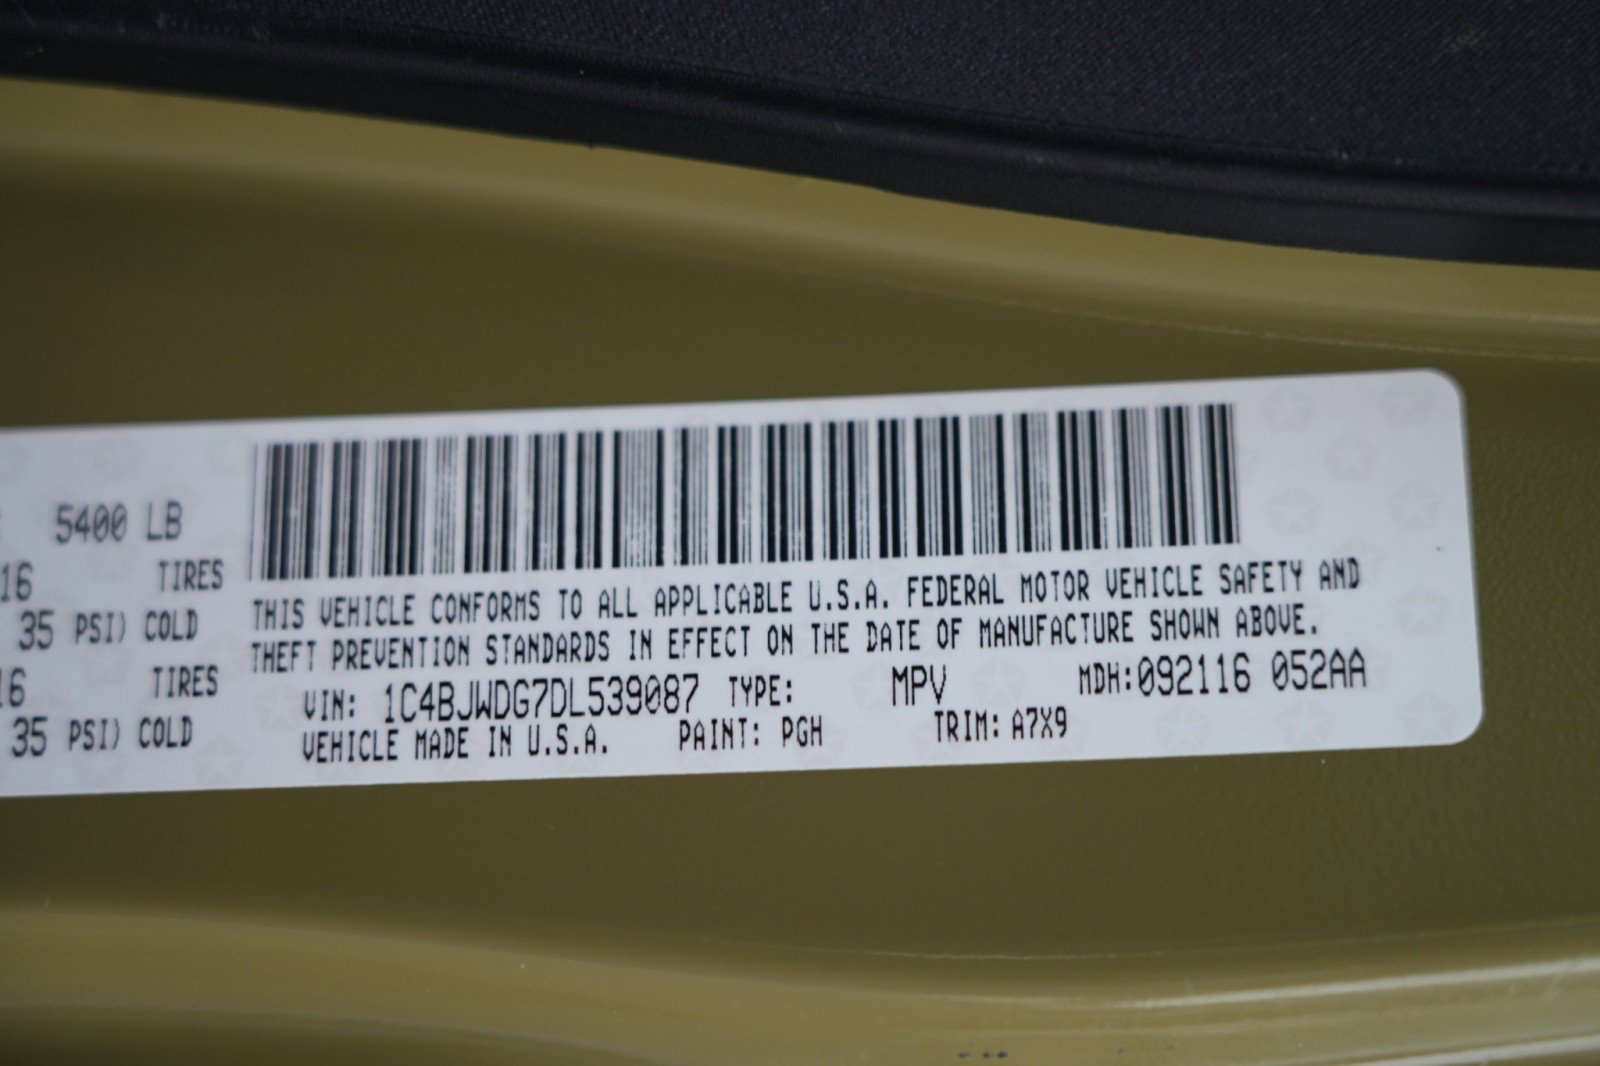 5400 LB
16 TIRES
35 PSI) COLD
16 TIRES
35 PSI) COLD
THIS VEHICLE CONFORMS TO ALL APPLICABLE U.S.A. FEDERAL MOTOR VEHICLE SAFETY AND
THEFT PREVENTION STANDARDS IN EFFECT ON THE DATE OF MANUFACTURE SHOWN ABOVE.
VIN: 1C4BJWDG7DL539087 TYPE: MPV MDH:092116 052AA
VEHICLE MADE IN U.S.A. PAINT: PGH TRIM: A7X9